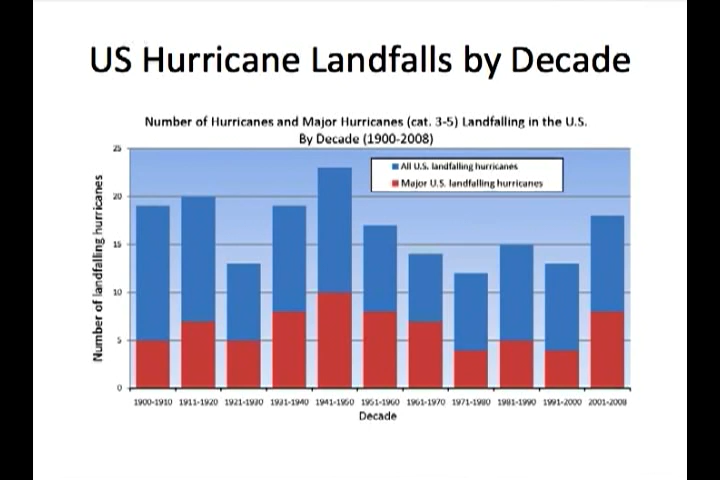 US Hurricane Landfalls by Decade
Number of Hurricanes and Major Hurricanes (cat. 3-5) Landfalling in the U.S.
By Decade (1900-2008)
All U.S. landfalling hurricanes
Major U.S. landfalling hurricanes
Number of landfalling hurricanes
25
20
15
10
5
0
1900-1910 1911-1920 1921-1930 1931-1940 1941-1950 1951-1960 1961-1970 1971-1980 1981-1990 1991-2000 2001-2008
Decade